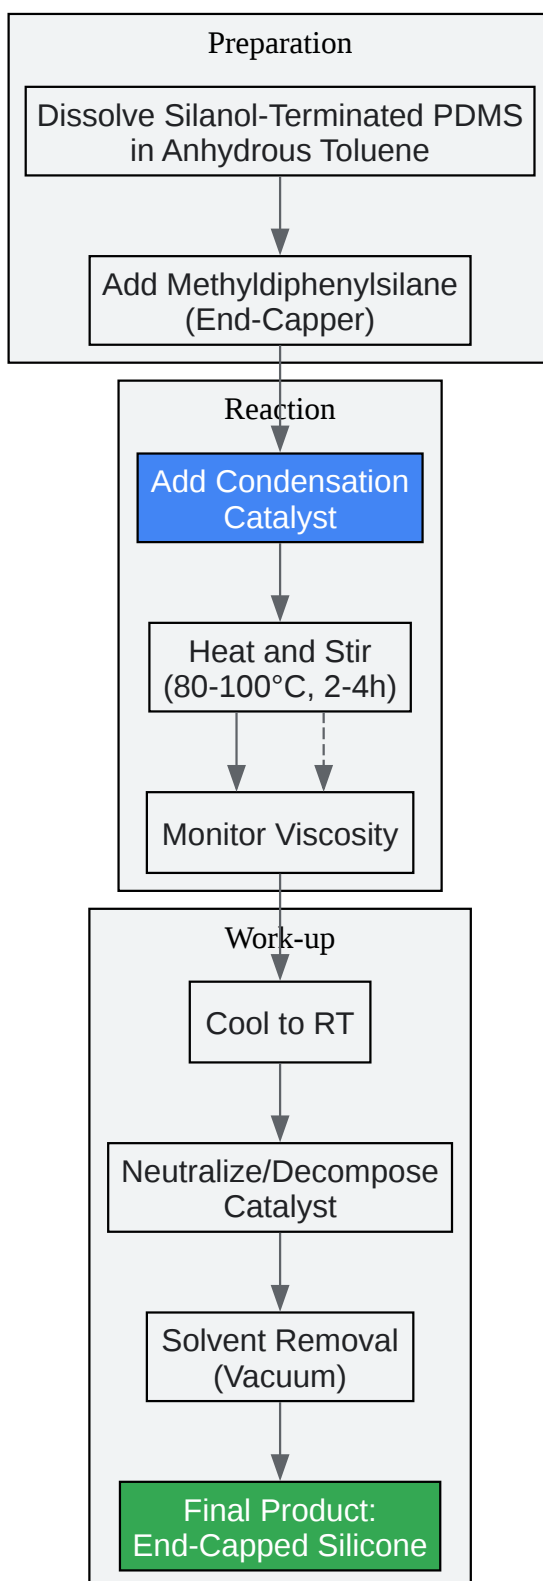 Preparation
Dissolve Silanol-Terminated PDMS
in Anhydrous Toluene
Add Methyldiphenylsilane
(End-Capper)
Reaction
Add Condensation
Catalyst
Heat and Stir
(80-100°C, 2-4h)
Monitor Viscosity
Work-up
Cool to RT
Neutralize/Decompose
Catalyst
Solvent Removal
(Vacuum)
Final Product:
End-Capped Silicone